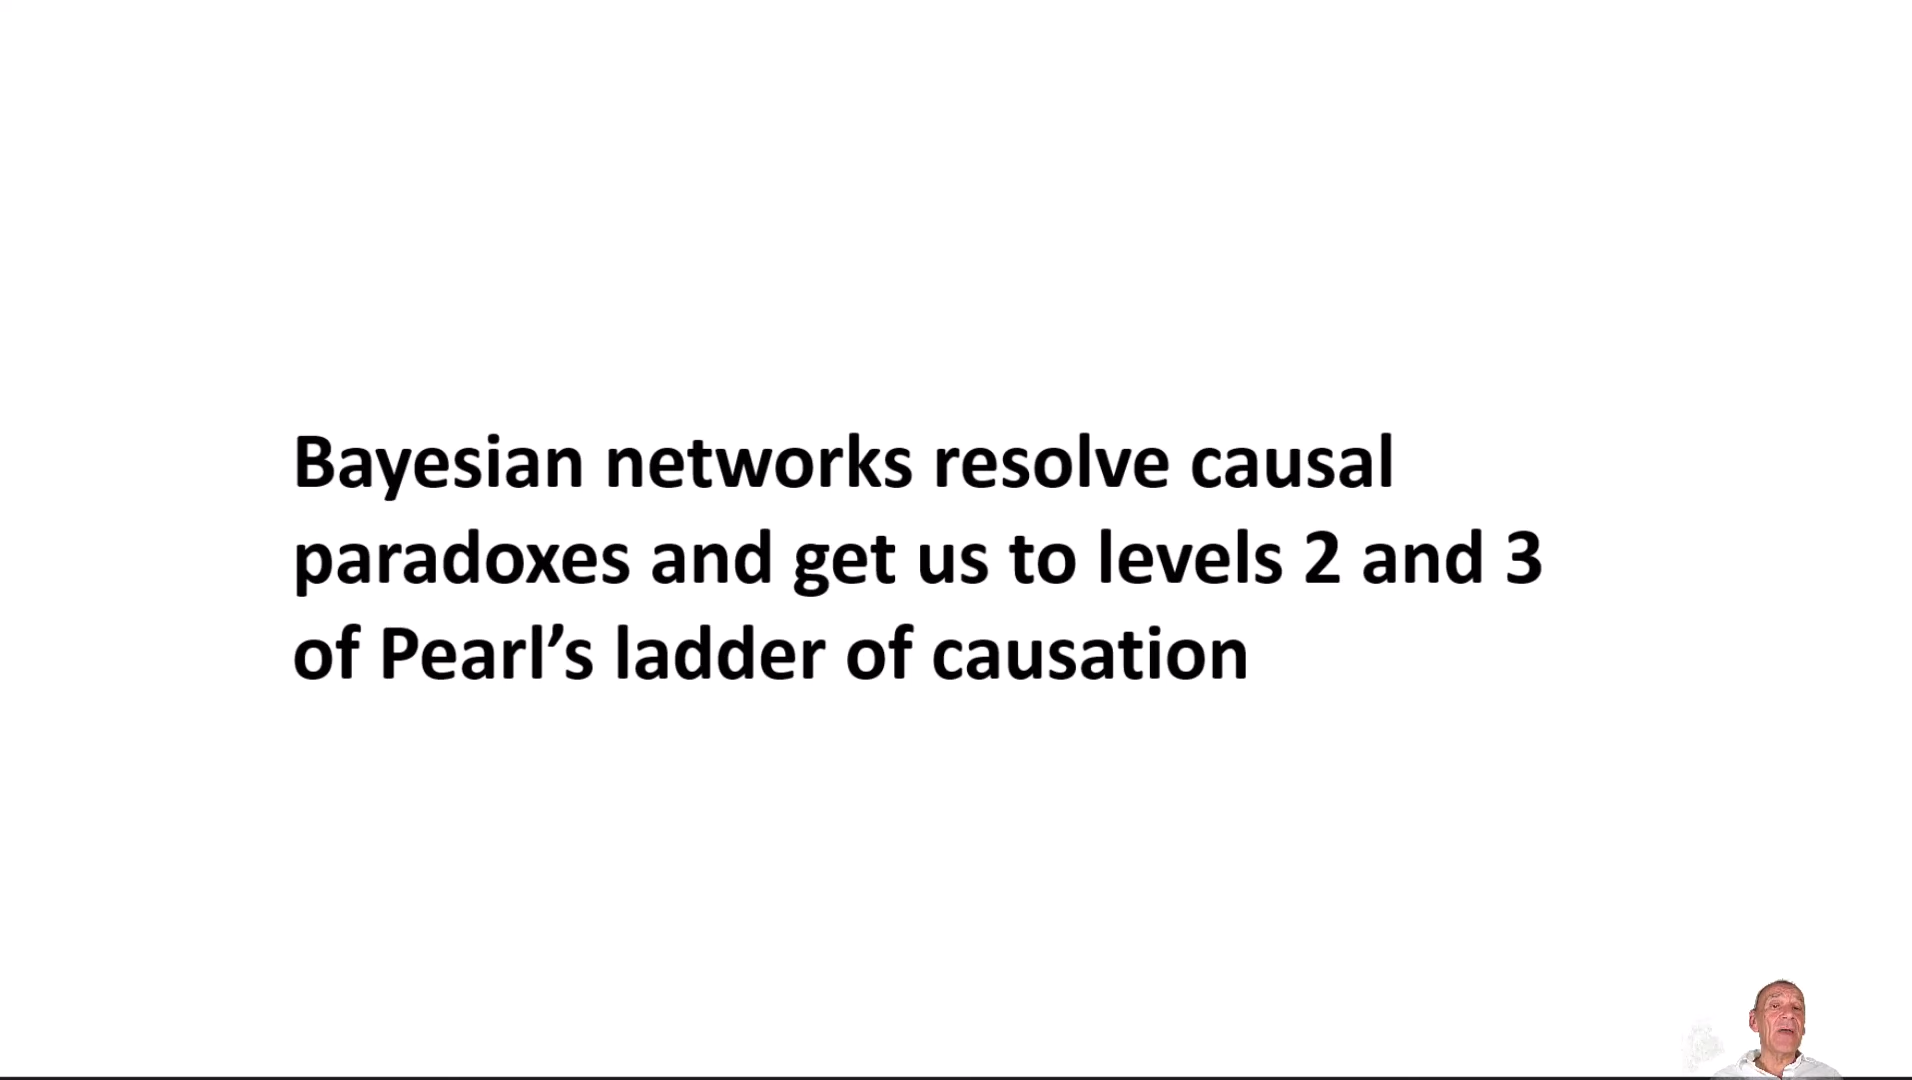 Bayesian networks resolve causal
paradoxes and get us to levels 2 and 3
of Pearl’s ladder of causation